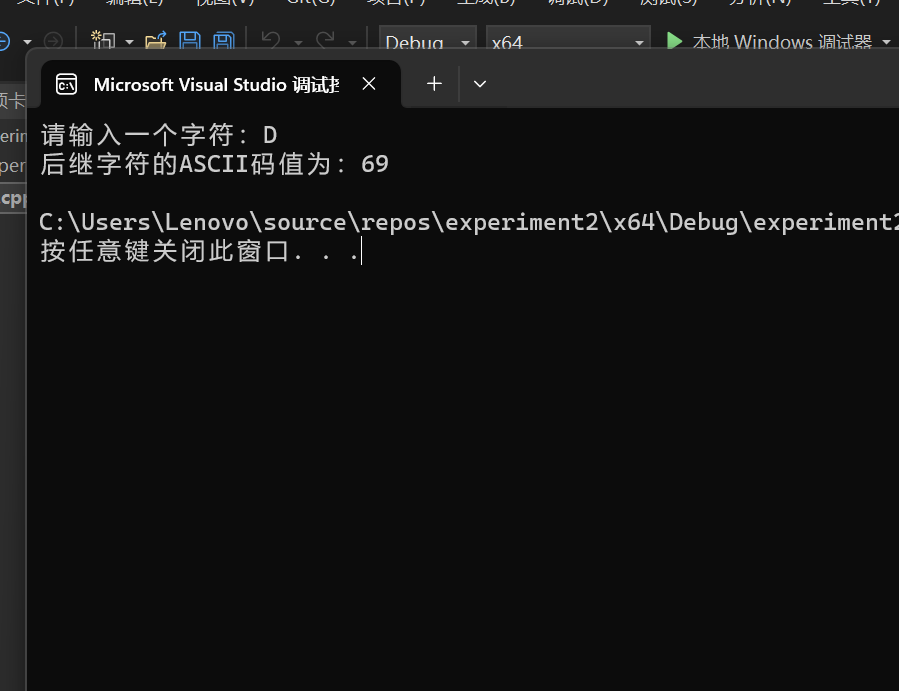 Debug x64 本地 Windows 调试器
Microsoft Visual Studio 调试
请输入一个字符: D
后继字符的ASCII码值为: 69
C:\Users\Lenovo\source\repos\experiment2\x64\Debug\experiment2
按任意键关闭此窗口. . .
.cpp